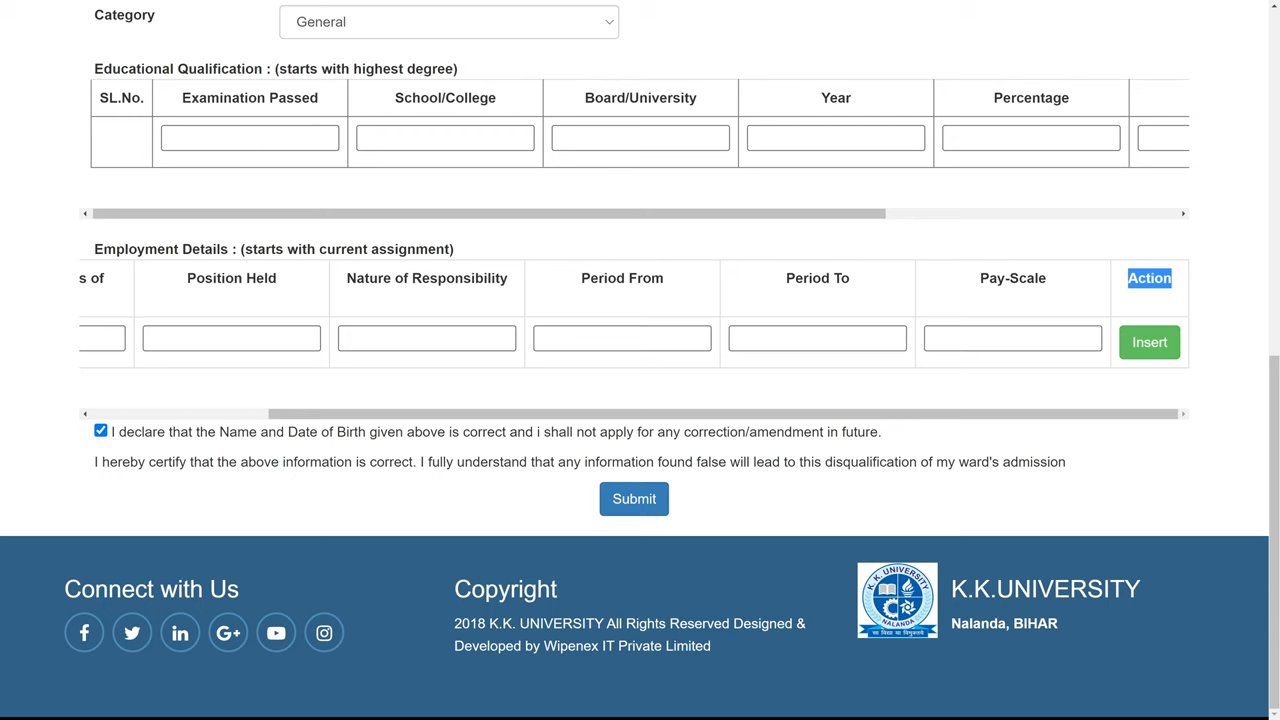 Category
General
Educational Qualification : (starts with highest degree)
SL.No. Examination Passed School/College Board/University Year Percentage
Employment Details : (starts with current assignment)
s of Position Held Nature of Responsibility Period From Period To Pay-Scale Action
Insert
I declare that the Name and Date of Birth given above is correct and i shall not apply for any correction/amendment in future.
I hereby certify that the above information is correct. I fully understand that any information found false will lead to this disqualification of my ward's admission
Submit
Connect with Us
Copyright
2018 K.K. UNIVERSITY All Rights Reserved Designed &
Developed by Wipenex IT Private Limited
K. K. UNIVERSITY
NALANDA
K.K.UNIVERSITY
Nalanda, BIHAR